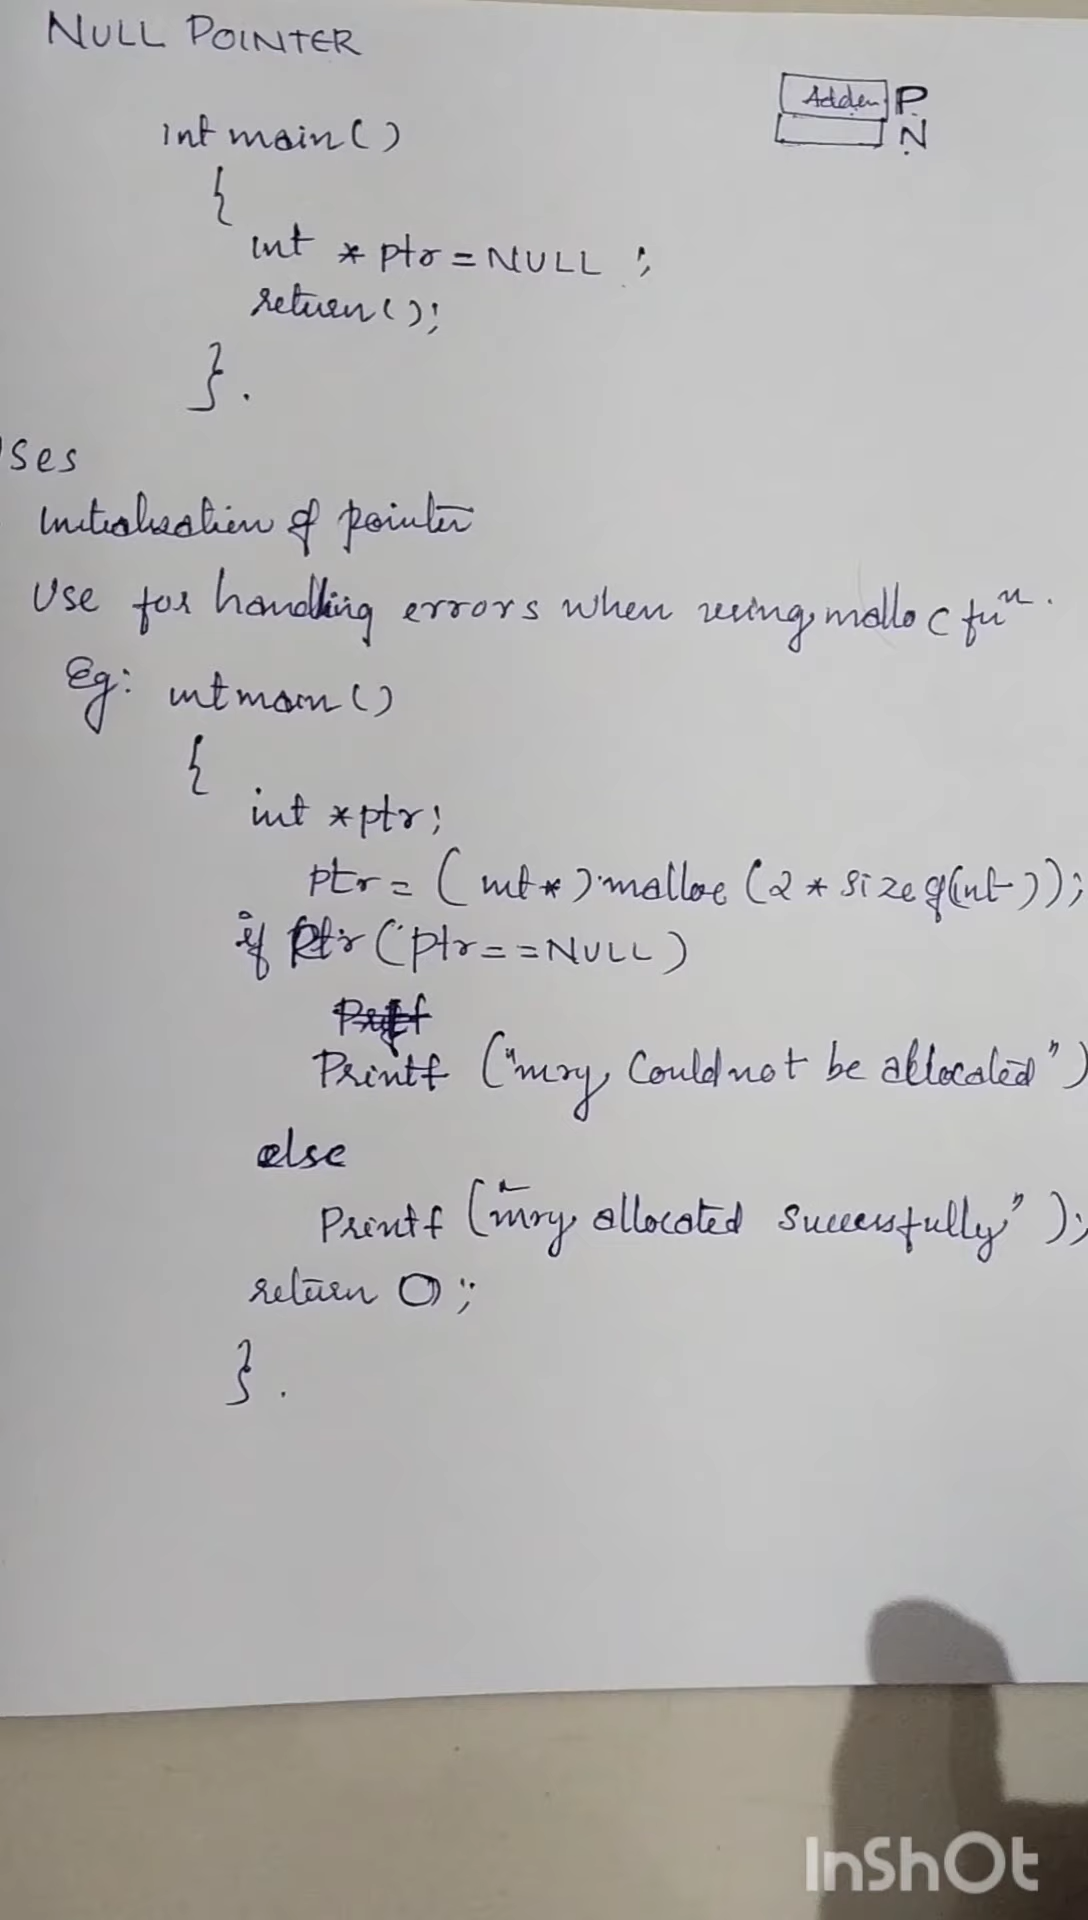 NULL POINTER
Adden P
N
int main()
{
int * ptr = NULL ;
return();
}.
ses
initialisation of pointer
Use for handling errors when using malloc fuⁿ.
Eg: int main()
{
int *ptr;
ptr = (int*) malloc (2 * sizeof(int));
if ptr (ptr==NULL)
Printf ("mry could not be allocated")
else
Printf ("mry allocated successfully");
return 0;
}.
InShOt